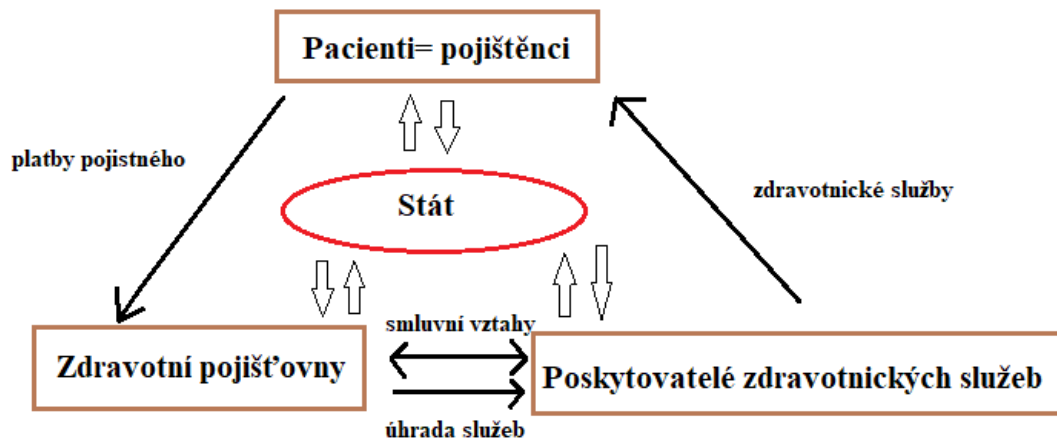 Pacienti= pojištěnci
platby pojistného
zdravotnické služby
Stát
smluvní vztahy
Zdravotní pojišťovny
Poskytovatelé zdravotnických služeb
úhrada služeb